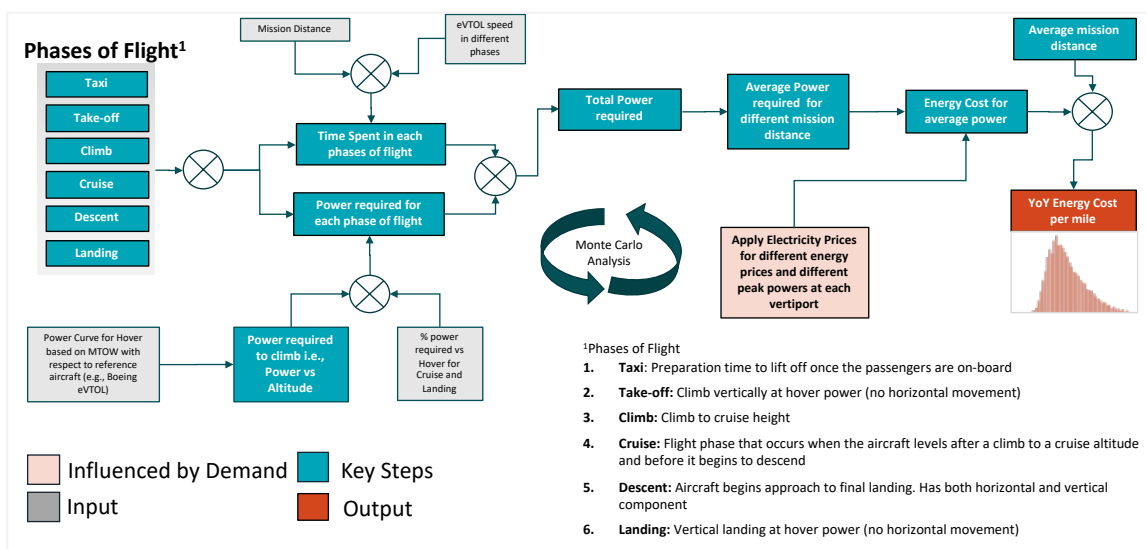 Phases of Flight1
Taxi
Take-off
Climb
Cruise
Descent
Landing
Mission Distance
eVTOL speed
in different
phases
Time Spent in each
phases of flight
Power required for
each phase of flight
Power Curve for Hover
based on MTOW with
respect to reference
aircraft (e.g., Boeing
eVTOL)
Power required
to climb i.e.,
Power vs
Altitude
% power
required vs
Hover for
Cruise and
Landing
Total Power
required
Average Power
required for
different mission
distance
Energy Cost for
average power
Average mission
distance
Monte Carlo
Analysis
Apply Electricity Prices
for different energy
prices and different
peak powers at each
vertiport
YoY Energy Cost
per mile
Influenced by Demand
Key Steps
Input
Output
1Phases of Flight
1. Taxi: Preparation time to lift off once the passengers are on-board
2. Take-off: Climb vertically at hover power (no horizontal movement)
3. Climb: Climb to cruise height
4. Cruise: Flight phase that occurs when the aircraft levels after a climb to a cruise altitude
and before it begins to descend
5. Descent: Aircraft begins approach to final landing. Has both horizontal and vertical
component
6. Landing: Vertical landing at hover power (no horizontal movement)